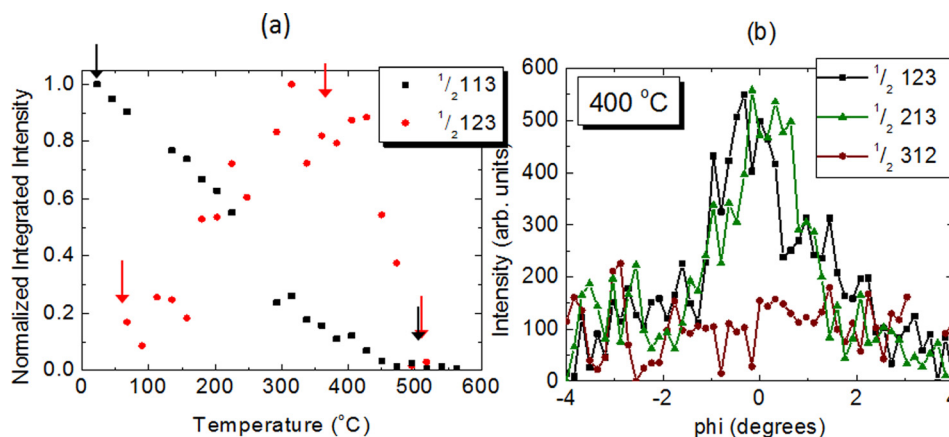 (a)
(b)
Normalized Integrated Intensity
1.0
0.8
0.6
0.4
0.2
0.0
0 100 200 300 400 500 600
Temperature (°C)
1/2 113
1/2 123
Intensity (arb. units)
600
500
400
300
200
100
0
-4 -2 0 2 4
phi (degrees)
400 °C
1/2 123
1/2 213
1/2 312